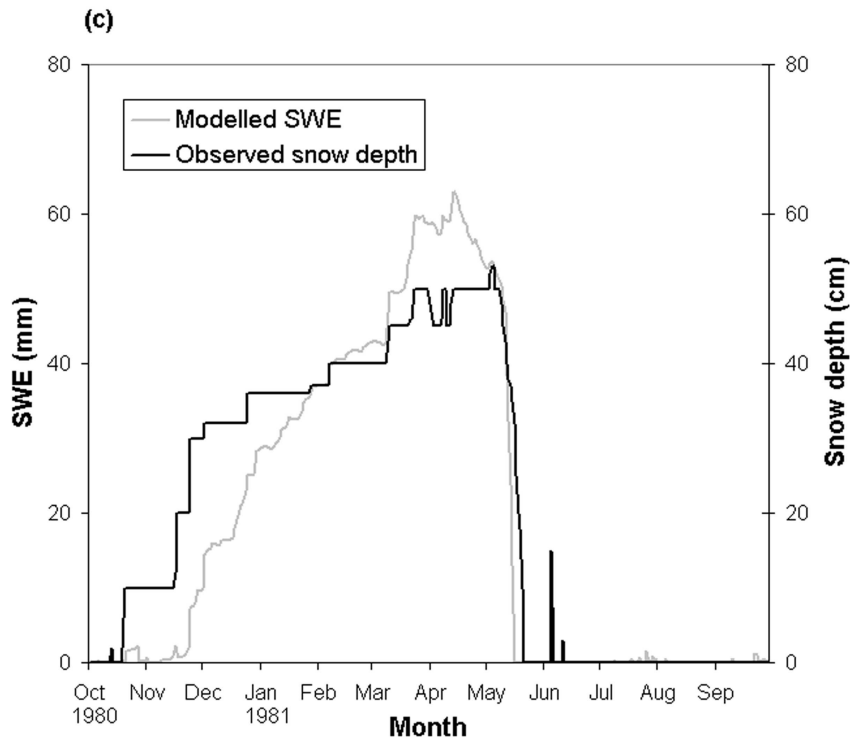 (c)
80
60
40
20
0
SWE (mm)
Modelled SWE
Observed snow depth
80
60
40
20
0
Snow depth (cm)
Oct Nov Dec Jan Feb Mar Apr May Jun Jul Aug Sep
1980 1981
Month